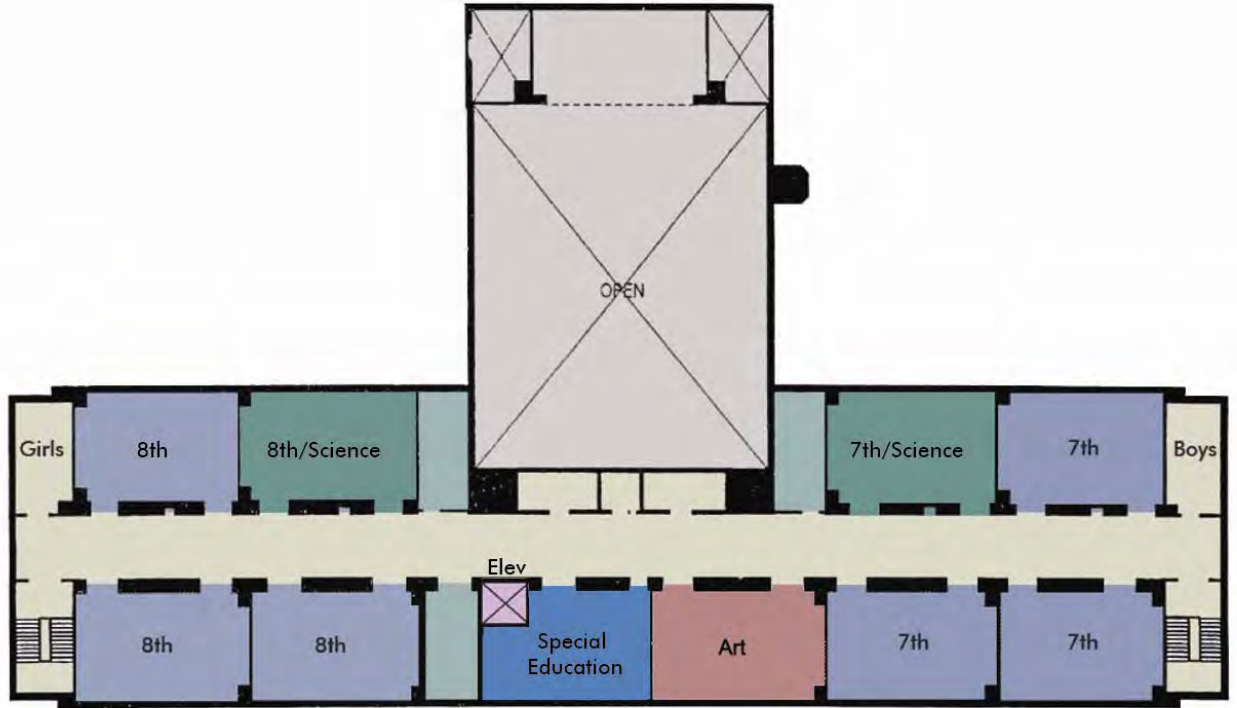 OPEN
Girls
8th
8th/Science
7th/Science
7th
Boys
Elev
8th
8th
Special
Education
Art
7th
7th